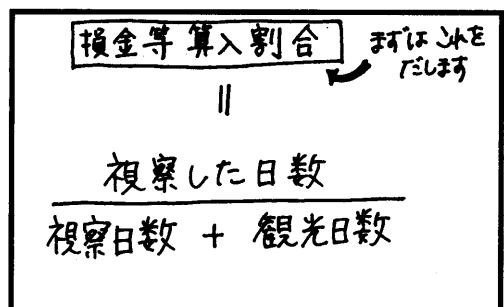 損金等算入割合
まずはこれを
だします
||
視察した日数
視察日数 + 観光日数